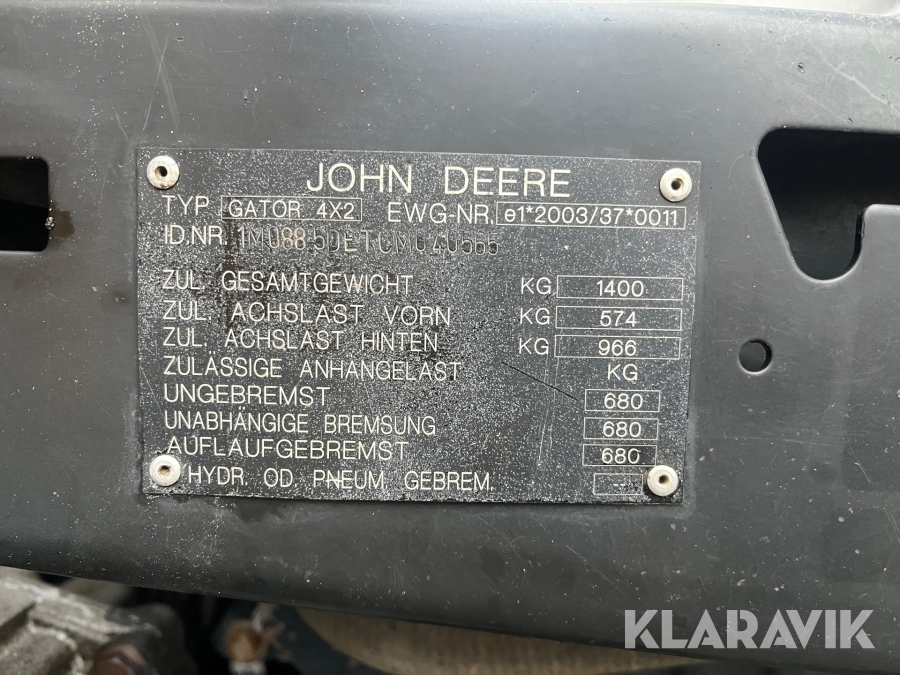 JOHN DEERE
TYP GATOR 4X2 EWG-NR. e1*2003/37*0011
ID.NR.
ZUL. GESAMTGEWICHT KG 1400
ZUL. ACHSLAST VORN KG 574
ZUL. ACHSLAST HINTEN KG 966
ZULÄSSIGE ANHÄNGELAST KG
UNGEBREMST 680
UNABHÄNGIGE BREMSUNG 680
AUFLAUFGEBREMST 680
HYDR. OD. PNEUM. GEBREM. ---
KLARAVIK